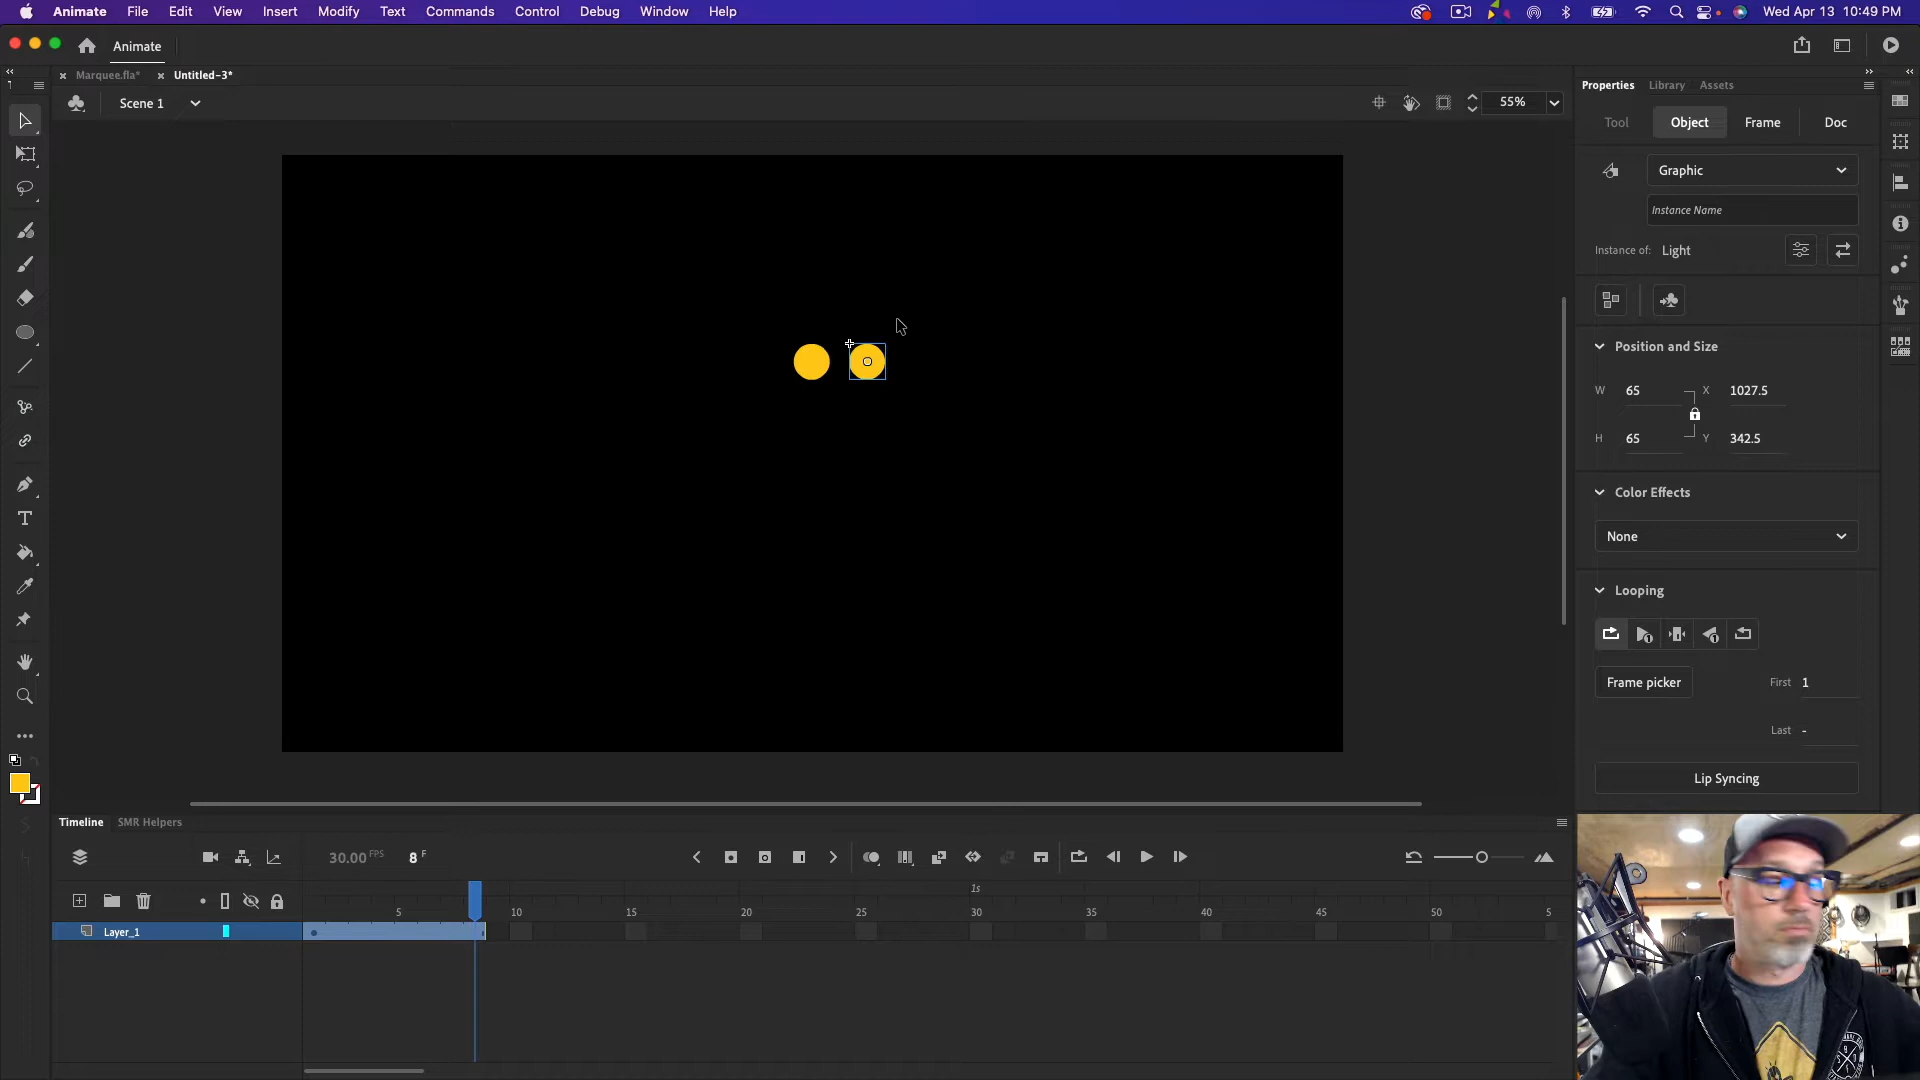 Animate File Edit View Insert Modify Text Commands Control Debug Window Help Wed Apr 13 10:49 PM
Animate
Marquee.fla* Untitled-3*
Scene 1 55%
Properties Library Assets
Tool Object Frame Doc
Graphic
Instance Name
Instance of: Light
Position and Size
W 65 X 1027.5
H 65 Y 342.5
Color Effects
None
Looping
Frame picker First 1
Last -
Lip Syncing
Timeline SMR Helpers
30.00 FPS 8 F
1s
5 10 15 20 25 30 35 40 45 50 5
Layer_1